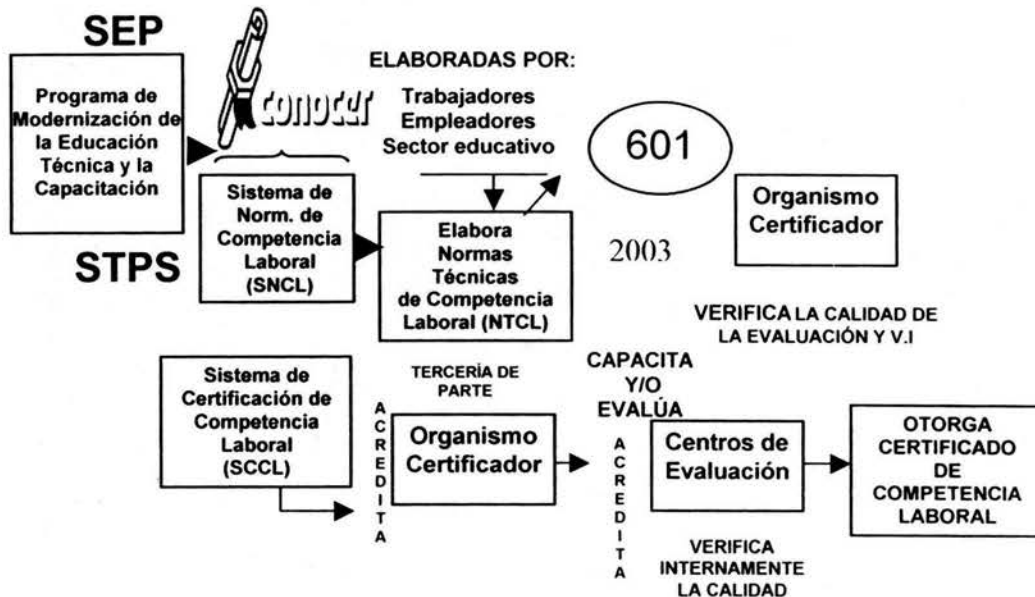 SEP
Programa de
Modernización de
la Educación
Técnica y la
Capacitación
STPS
conocer
Sistema de
Norm. de
Competencia
Laboral
(SNCL)
ELABORADAS POR:
Trabajadores
Empleadores
Sector educativo
Elabora
Normas
Técnicas
de Competencia
Laboral (NTCL)
601
2003
Organismo
Certificador
VERIFICA LA CALIDAD DE
LA EVALUACIÓN Y V.I
Sistema de
Certificación de
Competencia
Laboral
(SCCL)
ACREDITA
TERCERÍA DE
PARTE
Organismo
Certificador
CAPACITA
Y/O
EVALÚA
ACREDITA
Centros de
Evaluación
VERIFICA
INTERNAMENTE
LA CALIDAD
OTORGA
CERTIFICADO
DE
COMPETENCIA
LABORAL